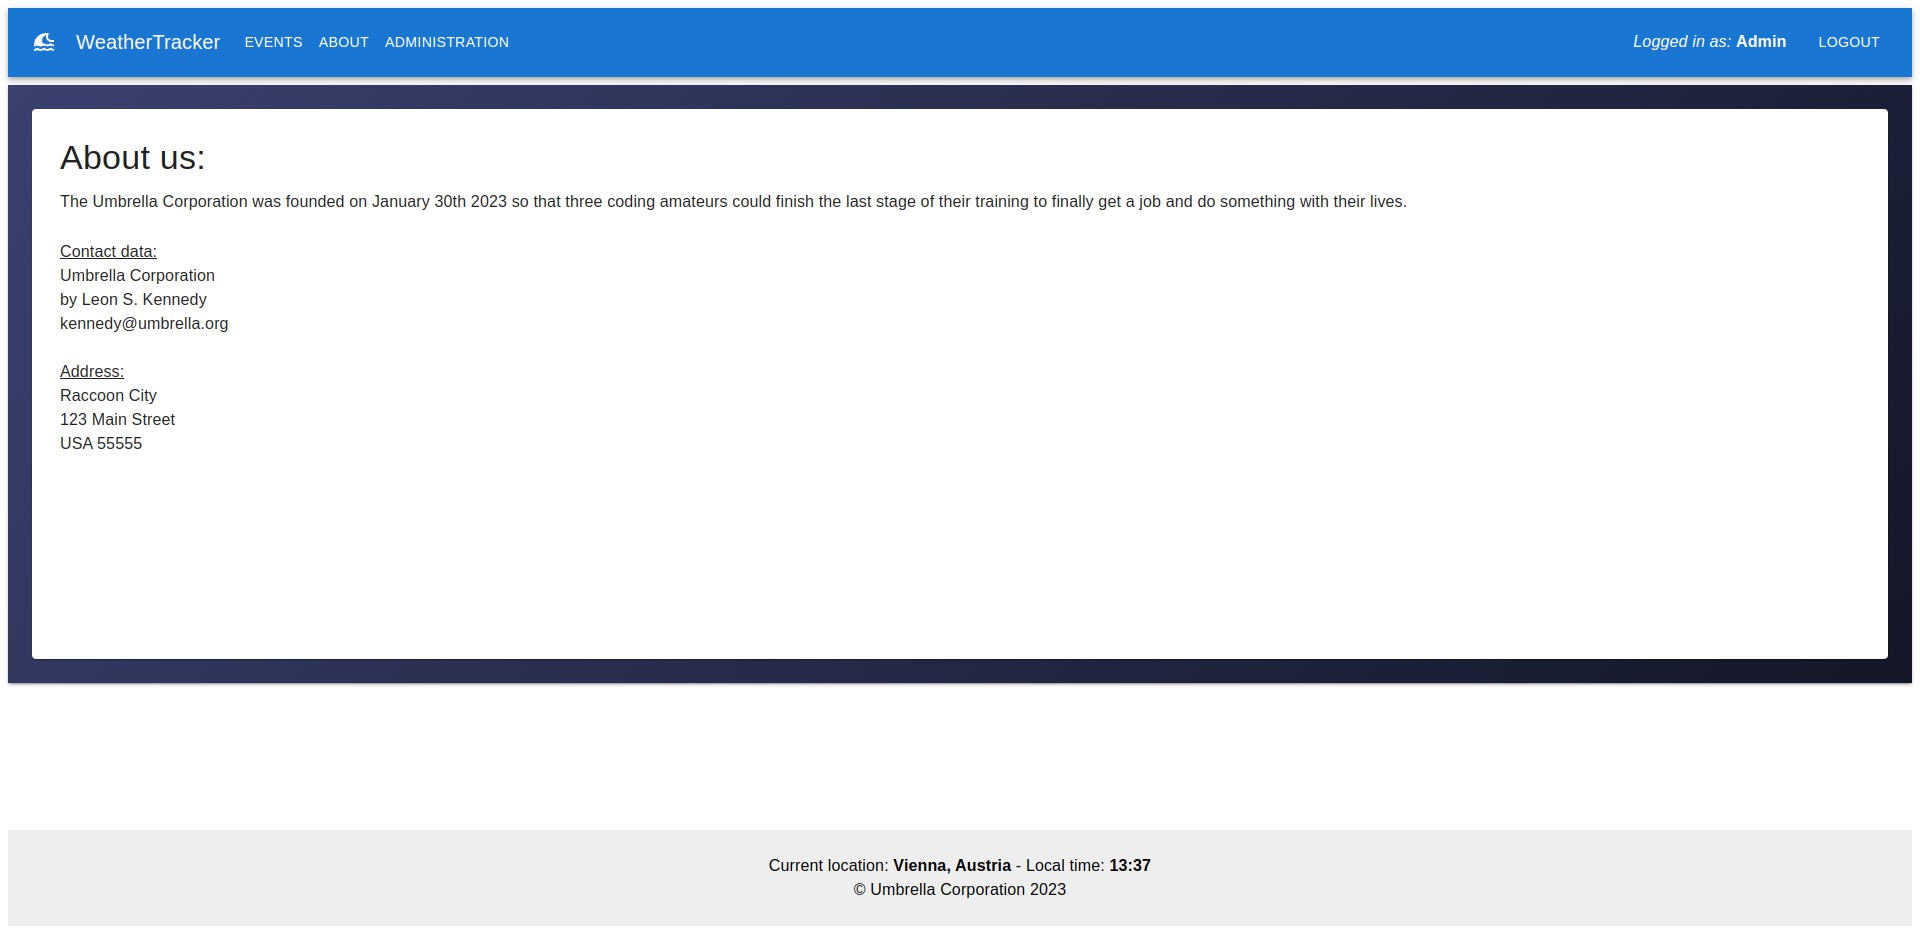 WeatherTracker EVENTS ABOUT ADMINISTRATION Logged in as: Admin LOGOUT
About us:
The Umbrella Corporation was founded on January 30th 2023 so that three coding amateurs could finish the last stage of their training to finally get a job and do something with their lives.
Contact data:
Umbrella Corporation
by Leon S. Kennedy
kennedy@umbrella.org
Address:
Raccoon City
123 Main Street
USA 55555
Current location: Vienna, Austria - Local time: 13:37
© Umbrella Corporation 2023